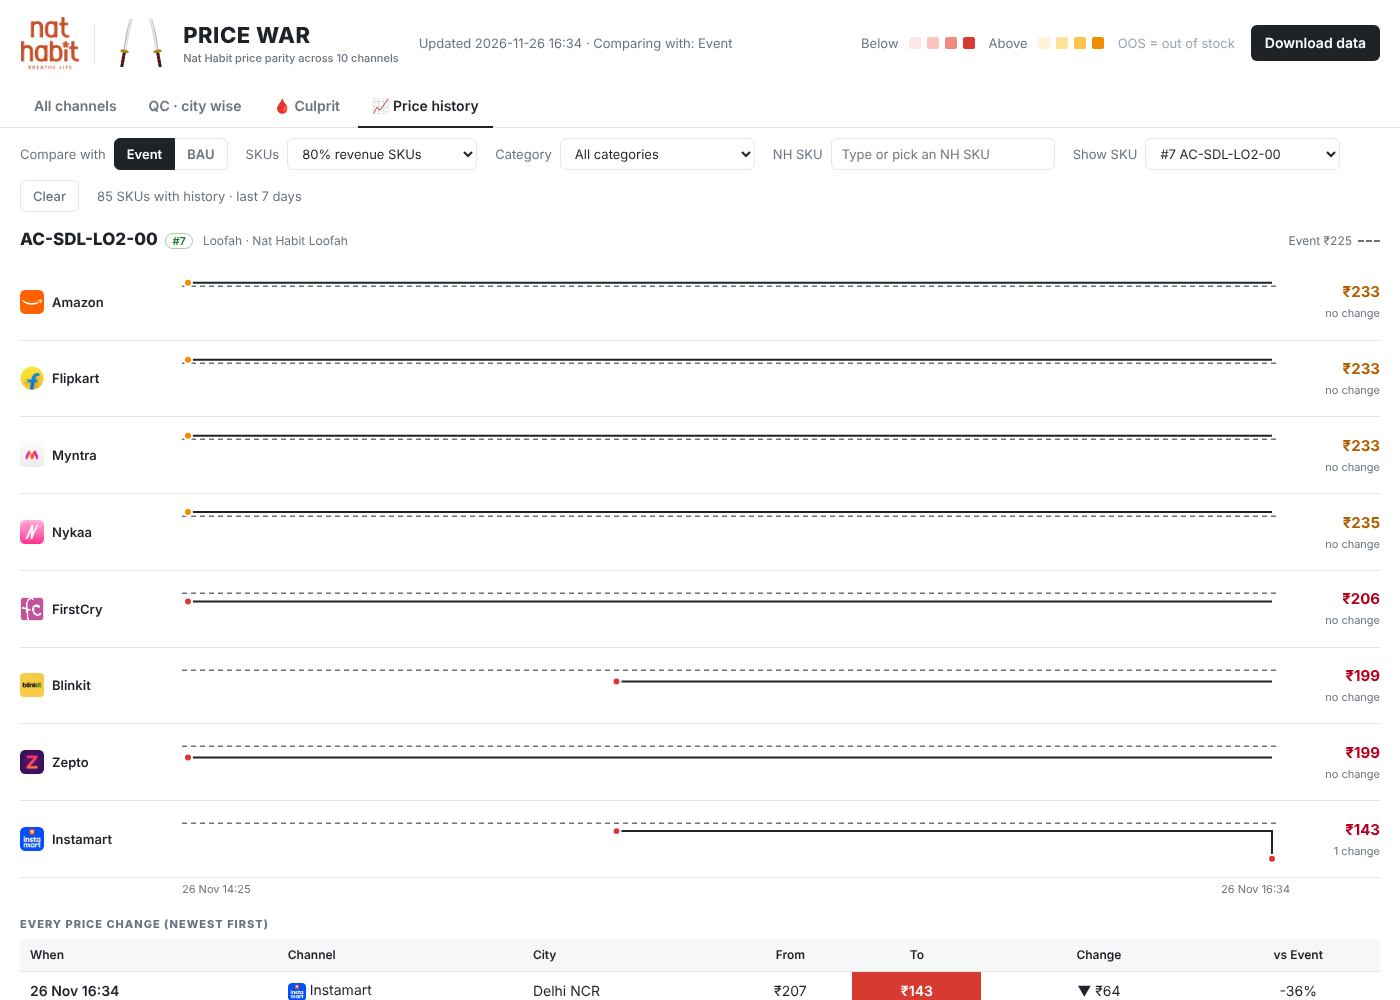 nat
habit
BREATHE LIFE
PRICE WAR
Nat Habit price parity across 10 channels
Updated 2026-11-26 16:34 · Comparing with: Event
Below
Above
OOS = out of stock
Download data
All channels
QC · city wise
Culprit
Price history
Compare with
Event
BAU
SKUs
80% revenue SKUs
Category
All categories
NH SKU
Type or pick an NH SKU
Show SKU
#7 AC-SDL-LO2-00
Clear
85 SKUs with history · last 7 days
AC-SDL-LO2-00
#7
Loofah · Nat Habit Loofah
Event ₹225
Amazon
₹233
no change
Flipkart
₹233
no change
Myntra
₹233
no change
Nykaa
₹235
no change
FirstCry
₹206
no change
blinkit
Blinkit
₹199
no change
Zepto
₹199
no change
insta
mart
Instamart
₹143
1 change
26 Nov 14:25
26 Nov 16:34
EVERY PRICE CHANGE (NEWEST FIRST)
When Channel City From To Change vs Event
26 Nov 16:34 Instamart Delhi NCR ₹207 ₹143 ▼ ₹64 -36%